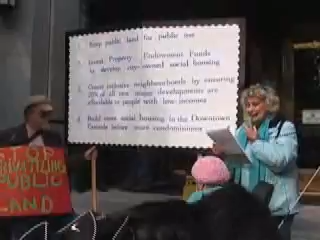 1. Keep public land for public use
2. Invest Property Endowment Funds
to develop city-owned social housing
3. Create inclusive neighbourhoods by ensuring
20% of all new major developments are
affordable to people with low incomes
4. Build more social housing in the Downtown
Eastside before more condominiums
STOP
PRIVATIZING
PUBLIC
LAND